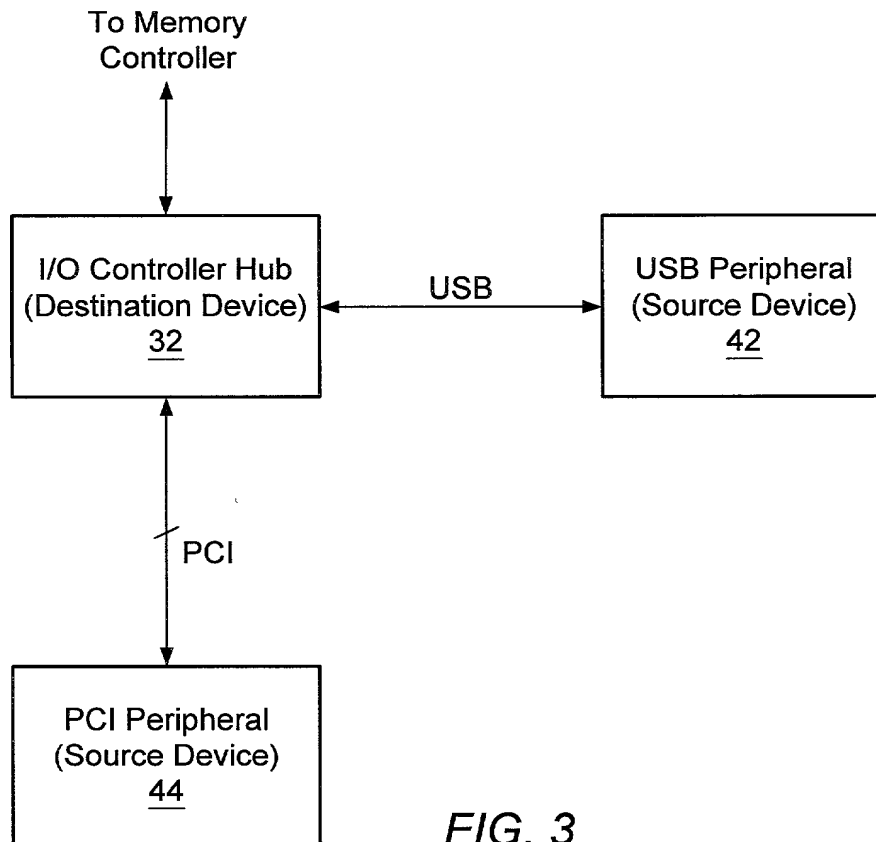 To Memory
Controller
I/O Controller Hub
(Destination Device)
32
USB
USB Peripheral
(Source Device)
42
PCI
PCI Peripheral
(Source Device)
44
FIG. 3